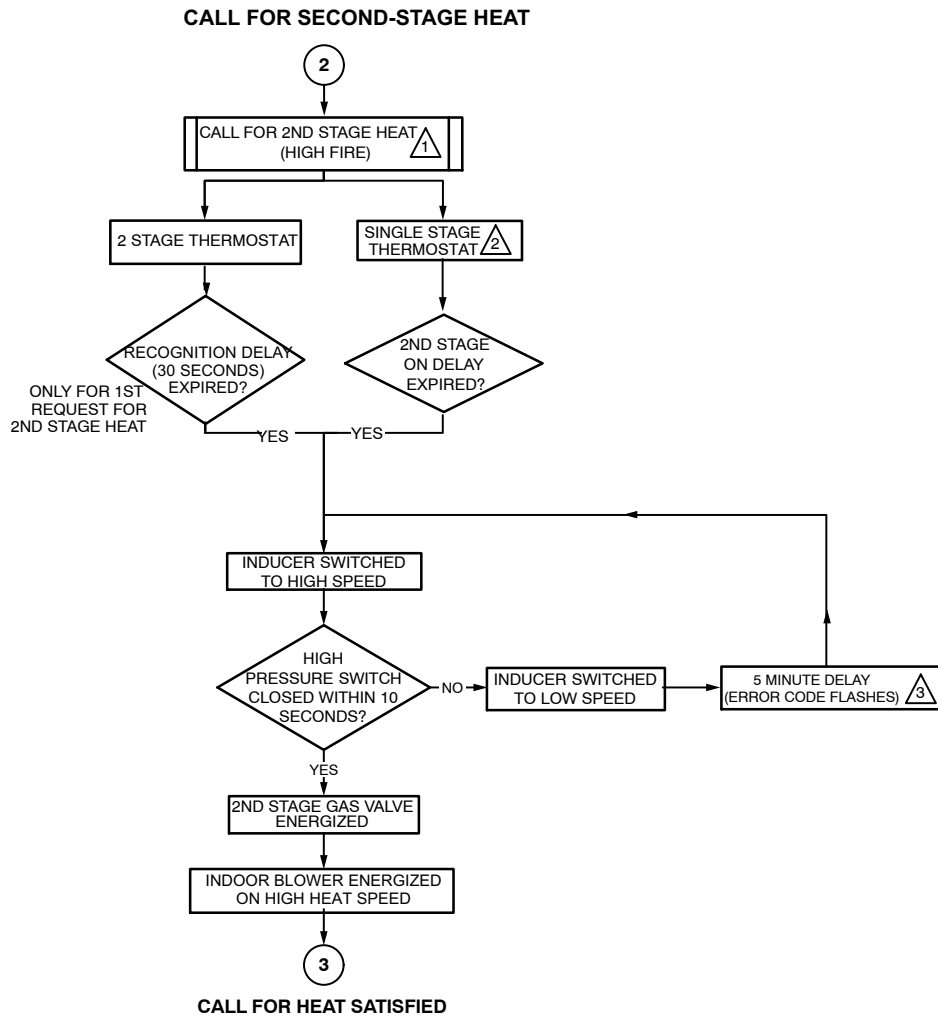 CALL FOR SECOND-STAGE HEAT
2
CALL FOR 2ND STAGE HEAT
(HIGH FIRE)
1
2 STAGE THERMOSTAT
SINGLE STAGE
THERMOSTAT
2
RECOGNITION DELAY
(30 SECONDS)
EXPIRED?
2ND STAGE
ON DELAY
EXPIRED?
ONLY FOR 1ST
REQUEST FOR
2ND STAGE HEAT
YES
YES
INDUCER SWITCHED
TO HIGH SPEED
HIGH
PRESSURE SWITCH
CLOSED WITHIN 10
SECONDS?
NO
INDUCER SWITCHED
TO LOW SPEED
5 MINUTE DELAY
(ERROR CODE FLASHES)
3
YES
2ND STAGE GAS VALVE
ENERGIZED
INDOOR BLOWER ENERGIZED
ON HIGH HEAT SPEED
3
CALL FOR HEAT SATISFIED